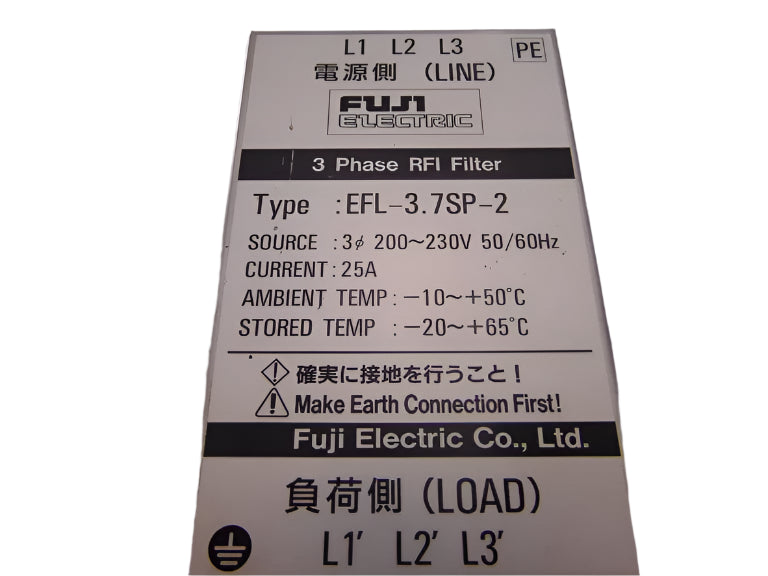 L1 L2 L3 PE
電源側 (LINE)
FUJI
ELECTRIC
3 Phase RFI Filter
Type :EFL-3.7SP-2
SOURCE :3φ 200~230V 50/60Hz
CURRENT:25A
AMBIENT TEMP:-10~+50°C
STORED TEMP :-20~+65°C
確実に接地を行うこと!
Make Earth Connection First!
Fuji Electric Co., Ltd.
負荷側 (LOAD)
L1' L2' L3'